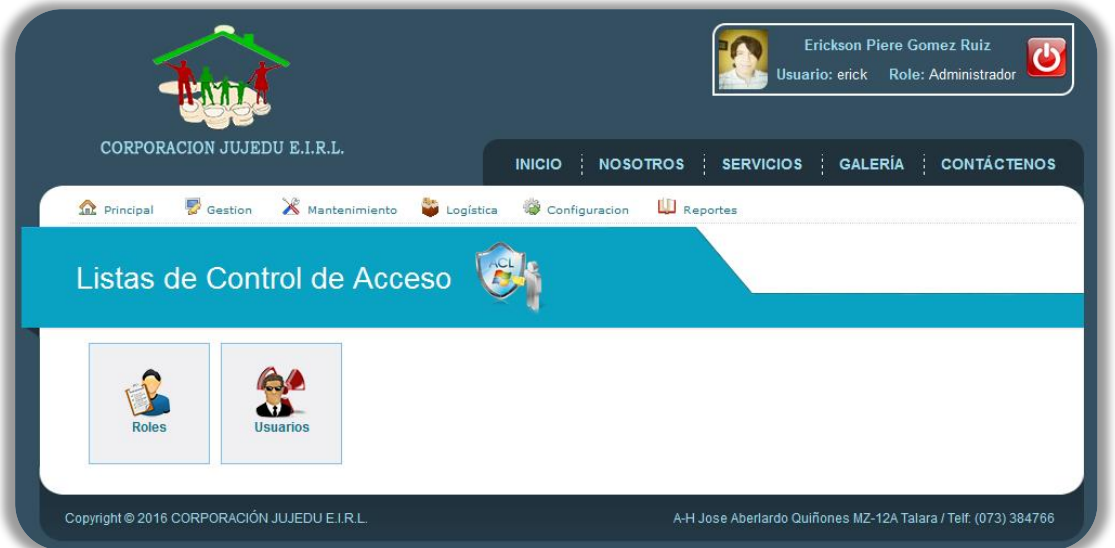 Erickson Piere Gomez Ruiz
Usuario: erick Role: Administrador
CORPORACION JUJEDU E.I.R.L.
INICIO NOSOTROS SERVICIOS GALERÍA CONTÁCTENOS
Principal Gestion Mantenimiento Logística Configuracion Reportes
Listas de Control de Acceso
ACL
Roles Usuarios
Copyright © 2016 CORPORACIÓN JUJEDU E.I.R.L. A-H Jose Aberlardo Quiñones MZ-12A Talara / Telf: (073) 384766